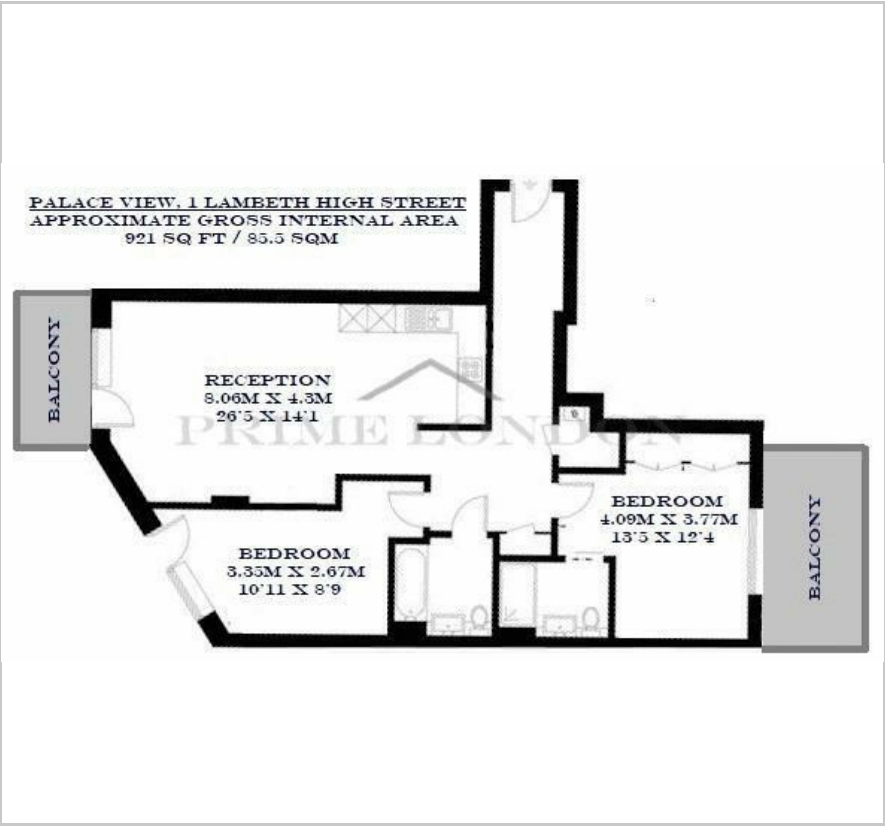 PALACE VIEW, 1 LAMBETH HIGH STREET
APPROXIMATE GROSS INTERNAL AREA
921 SQ FT / 85.5 SQM
BALCONY
RECEPTION
8.06M X 4.3M
26'5 X 14'1
PRIME LONDON
BEDROOM
4.09M X 3.77M
13'5 X 12'4
BALCONY
BEDROOM
3.35M X 2.67M
10'11 X 8'9